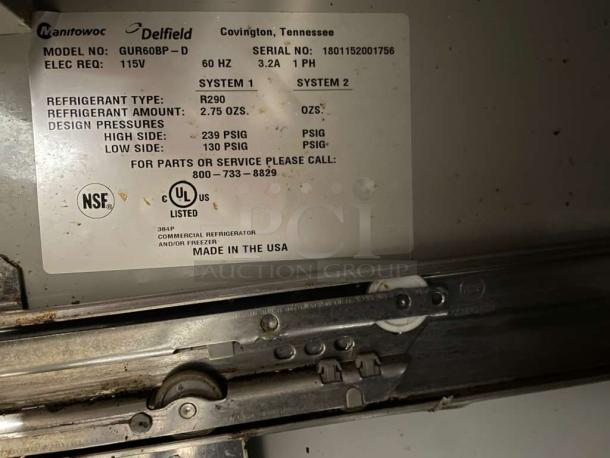 Manitowoc Delfield Covington, Tennessee
MODEL NO: GUR60BP-D SERIAL NO: 1801152001756
ELEC REQ: 115V 60 HZ 3.2A 1 PH
SYSTEM 1 SYSTEM 2
REFRIGERANT TYPE: R290
REFRIGERANT AMOUNT: 2.75 OZS. OZS.
DESIGN PRESSURES
HIGH SIDE: 239 PSIG PSIG
LOW SIDE: 130 PSIG PSIG
FOR PARTS OR SERVICE PLEASE CALL:
800-733-8829
NSF®
C UL US
LISTED
384P
COMMERCIAL REFRIGERATOR
AND/OR FREEZER
MADE IN THE USA
PCI
AUCTION GROUP